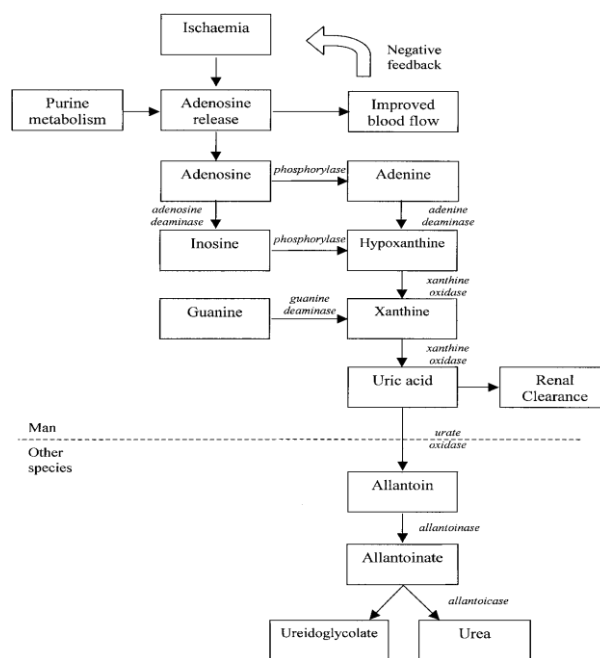 Ischaemia
Negative
feedback
Purine
metabolism
Adenosine
release
Improved
blood flow
Adenosine
phosphorylase
Adenine
adenosine
deaminase
adenine
deaminase
Inosine
phosphorylase
Hypoxanthine
xanthine
oxidase
Guanine
guanine
deaminase
Xanthine
xanthine
oxidase
Uric acid
Renal
Clearance
Man
urate
oxidase
Other
species
Allantoin
allantoinase
Allantoinate
allantoicase
Ureidoglycolate
Urea